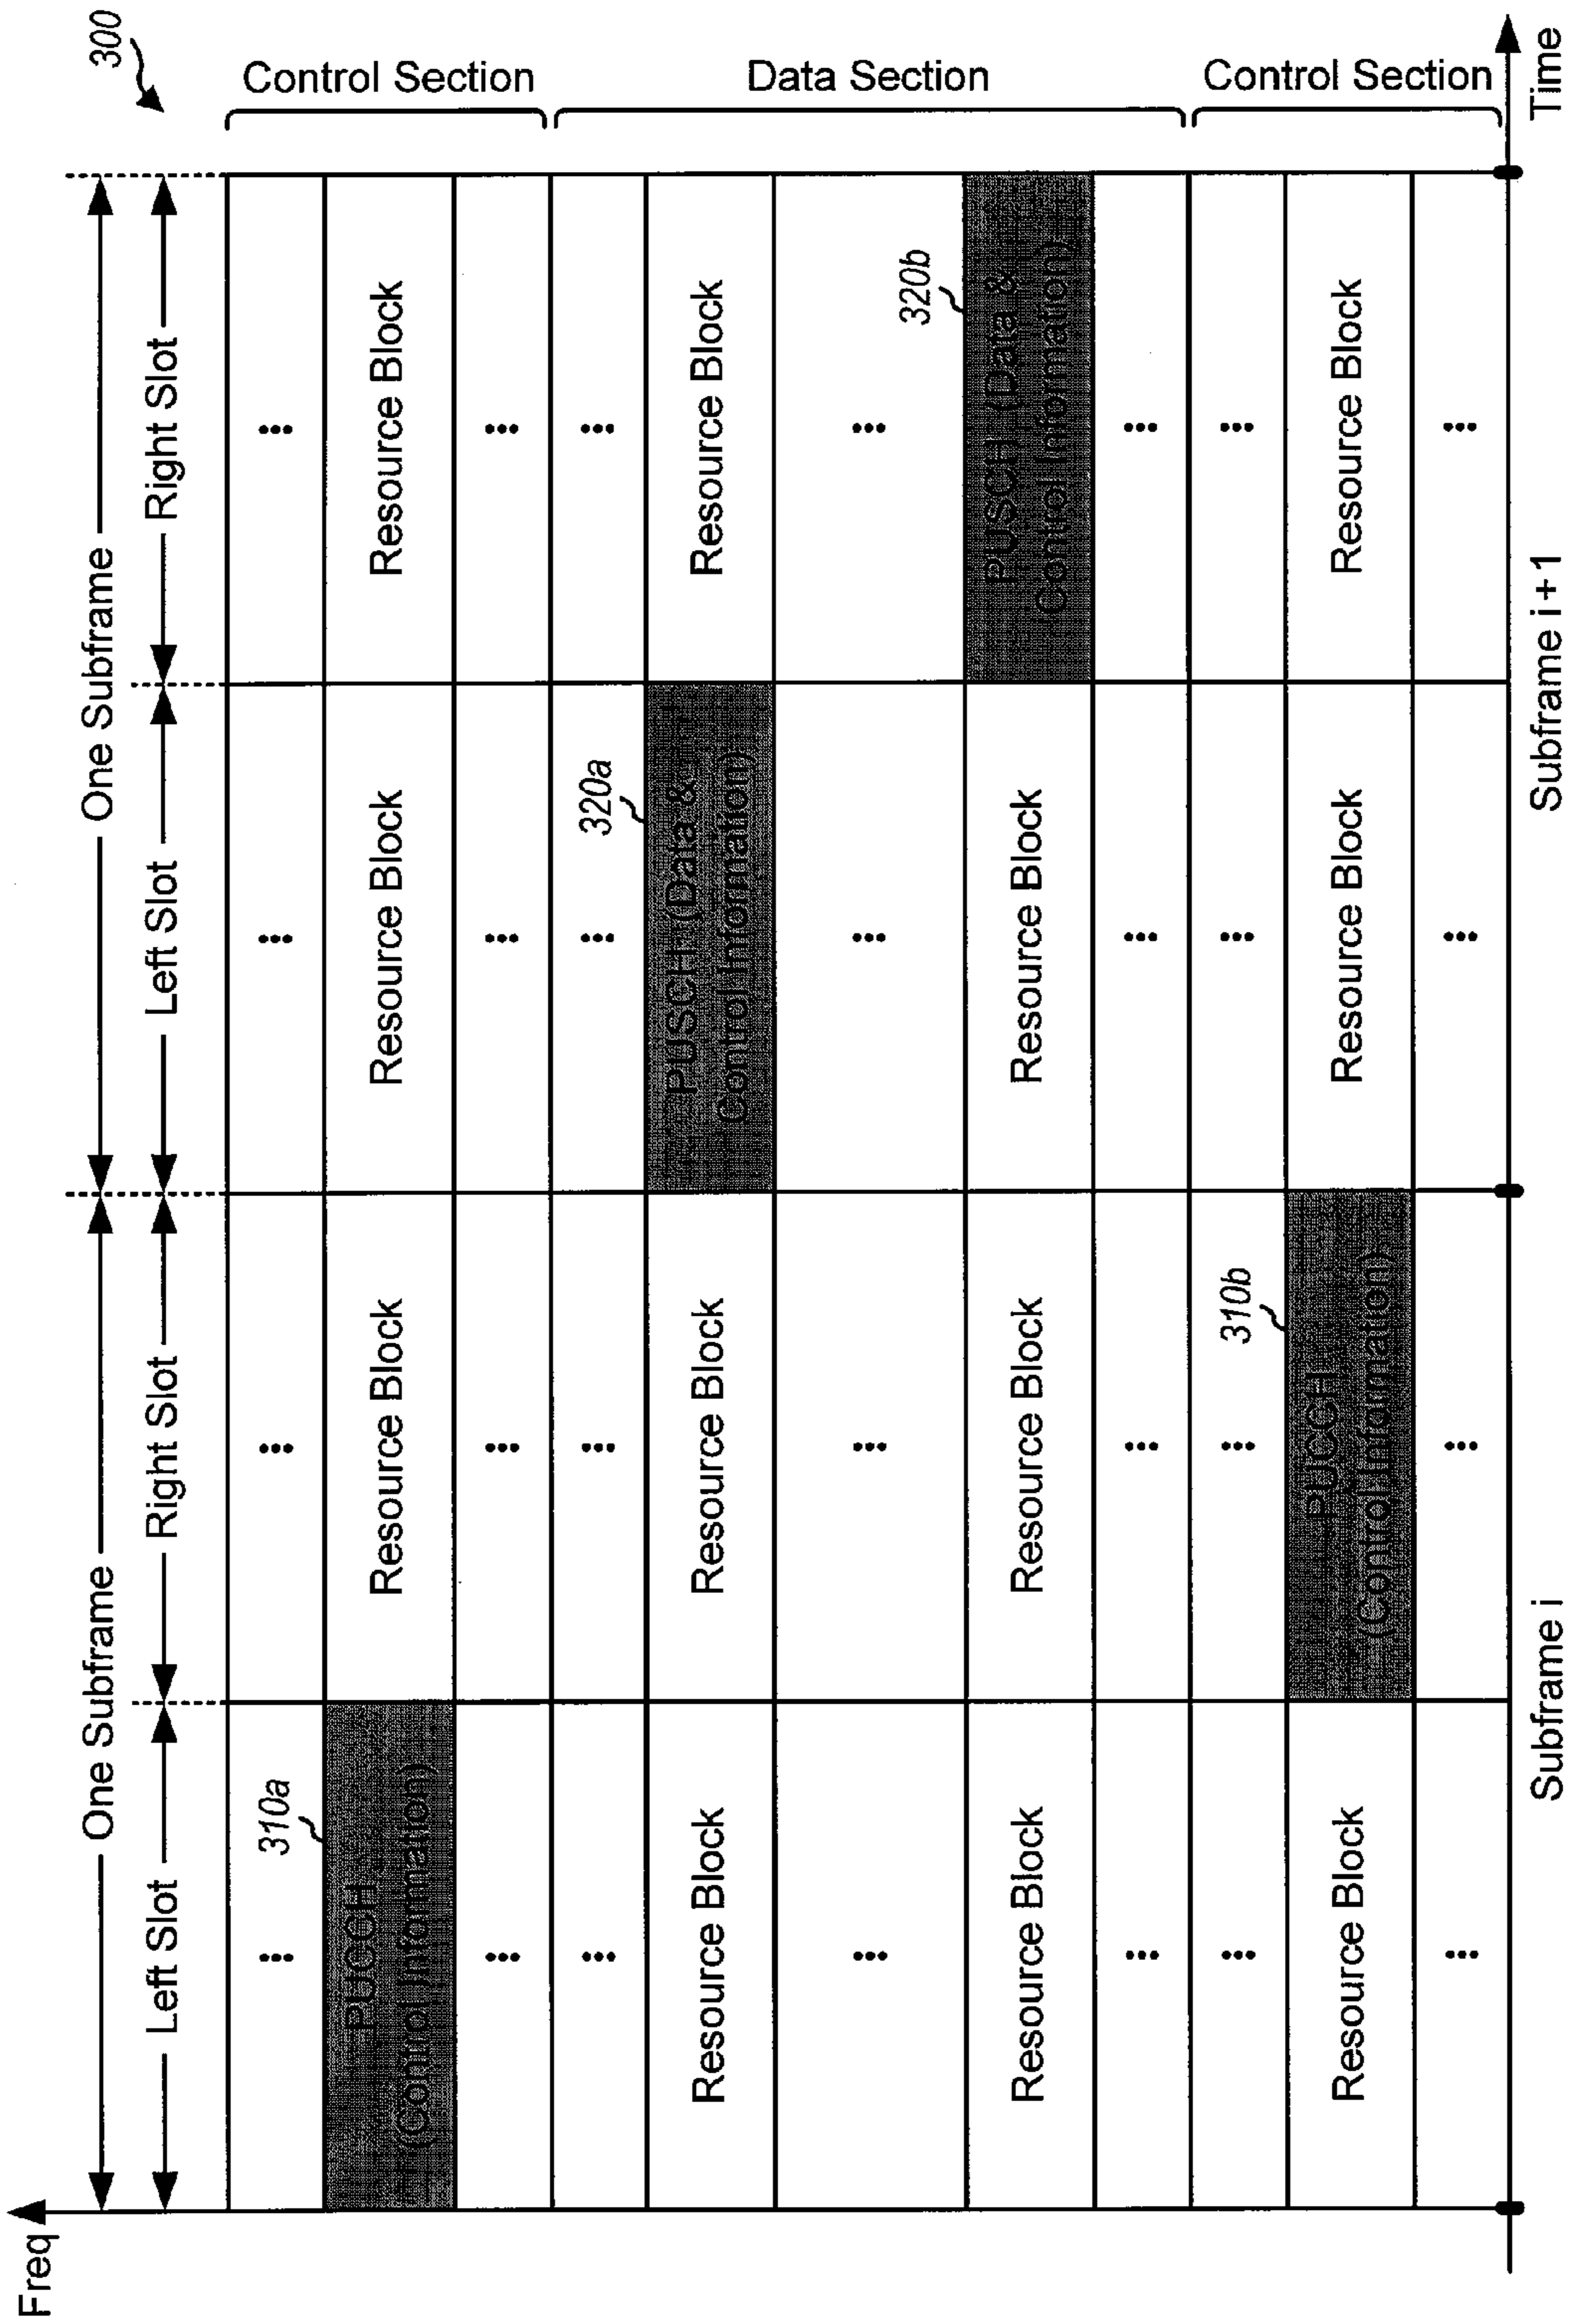 Freq
One Subframe
One Subframe
300
Left Slot
Right Slot
Left Slot
Right Slot
310a
...
...
...
...
Control Section
PUCCH
(Control Information)
Resource Block
Resource Block
Resource Block
...
...
...
...
...
...
320a
...
...
Resource Block
Resource Block
PUSCH (Data &
Control Information)
Resource Block
...
...
...
...
320b
Data Section
Resource Block
Resource Block
Resource Block
PUSCH (Data &
Control Information)
...
...
...
...
...
310b
...
...
...
Control Section
Resource Block
PUCCH
(Control Information)
Resource Block
Resource Block
...
...
...
...
Subframe i
Subframe i + 1
Time